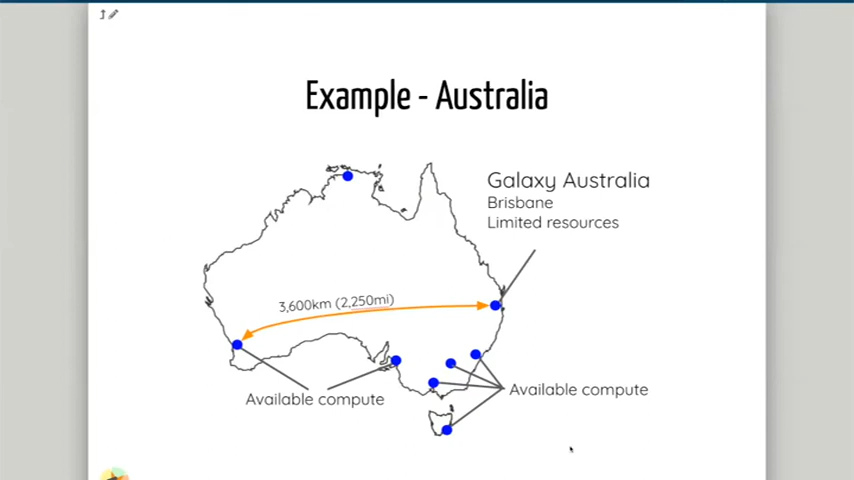 Example - Australia
Galaxy Australia
Brisbane
Limited resources
3,600km (2,250mi)
Available compute
Available compute